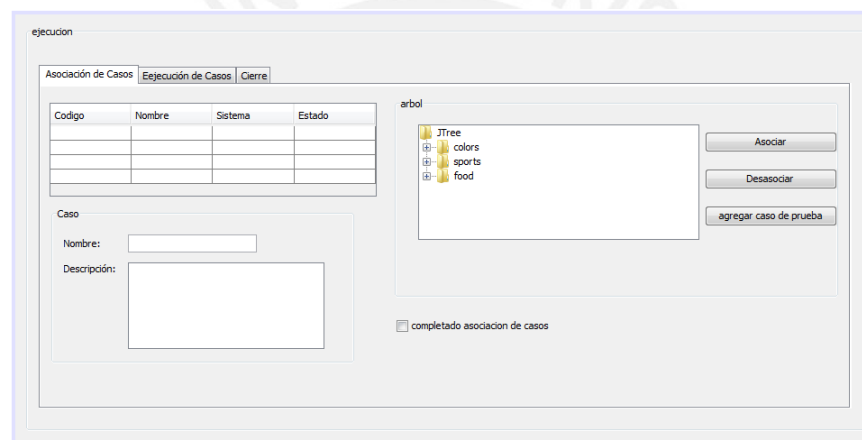 ejecucion
Asociación de Casos Eejecución de Casos Cierre
Codigo Nombre Sistema Estado
Caso
Nombre:
Descripción:
arbol
JTree
colors
sports
food
Asociar
Desasociar
agregar caso de prueba
completado asociacion de casos